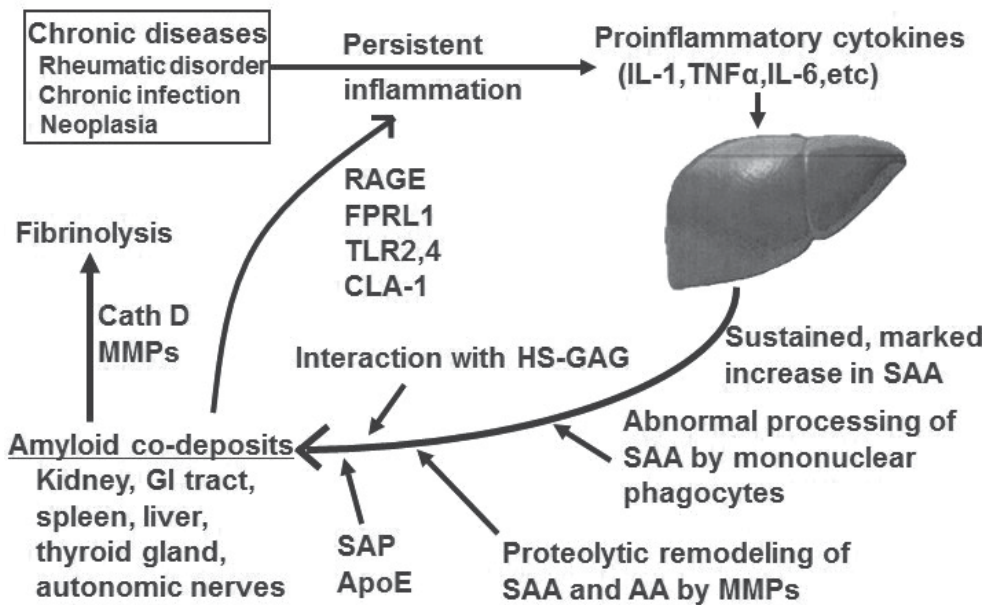 Chronic diseases
Rheumatic disorder
Chronic infection
Neoplasia
Persistent
inflammation
Proinflammatory cytokines
(IL-1,TNFα,IL-6,etc)
RAGE
FPRL1
TLR2,4
CLA-1
Fibrinolysis
Cath D
MMPs
Interaction with HS-GAG
Sustained, marked
increase in SAA
Abnormal processing of
SAA by mononuclear
phagocytes
Amyloid co-deposits
Kidney, GI tract,
spleen, liver,
thyroid gland,
autonomic nerves
SAP
ApoE
Proteolytic remodeling of
SAA and AA by MMPs